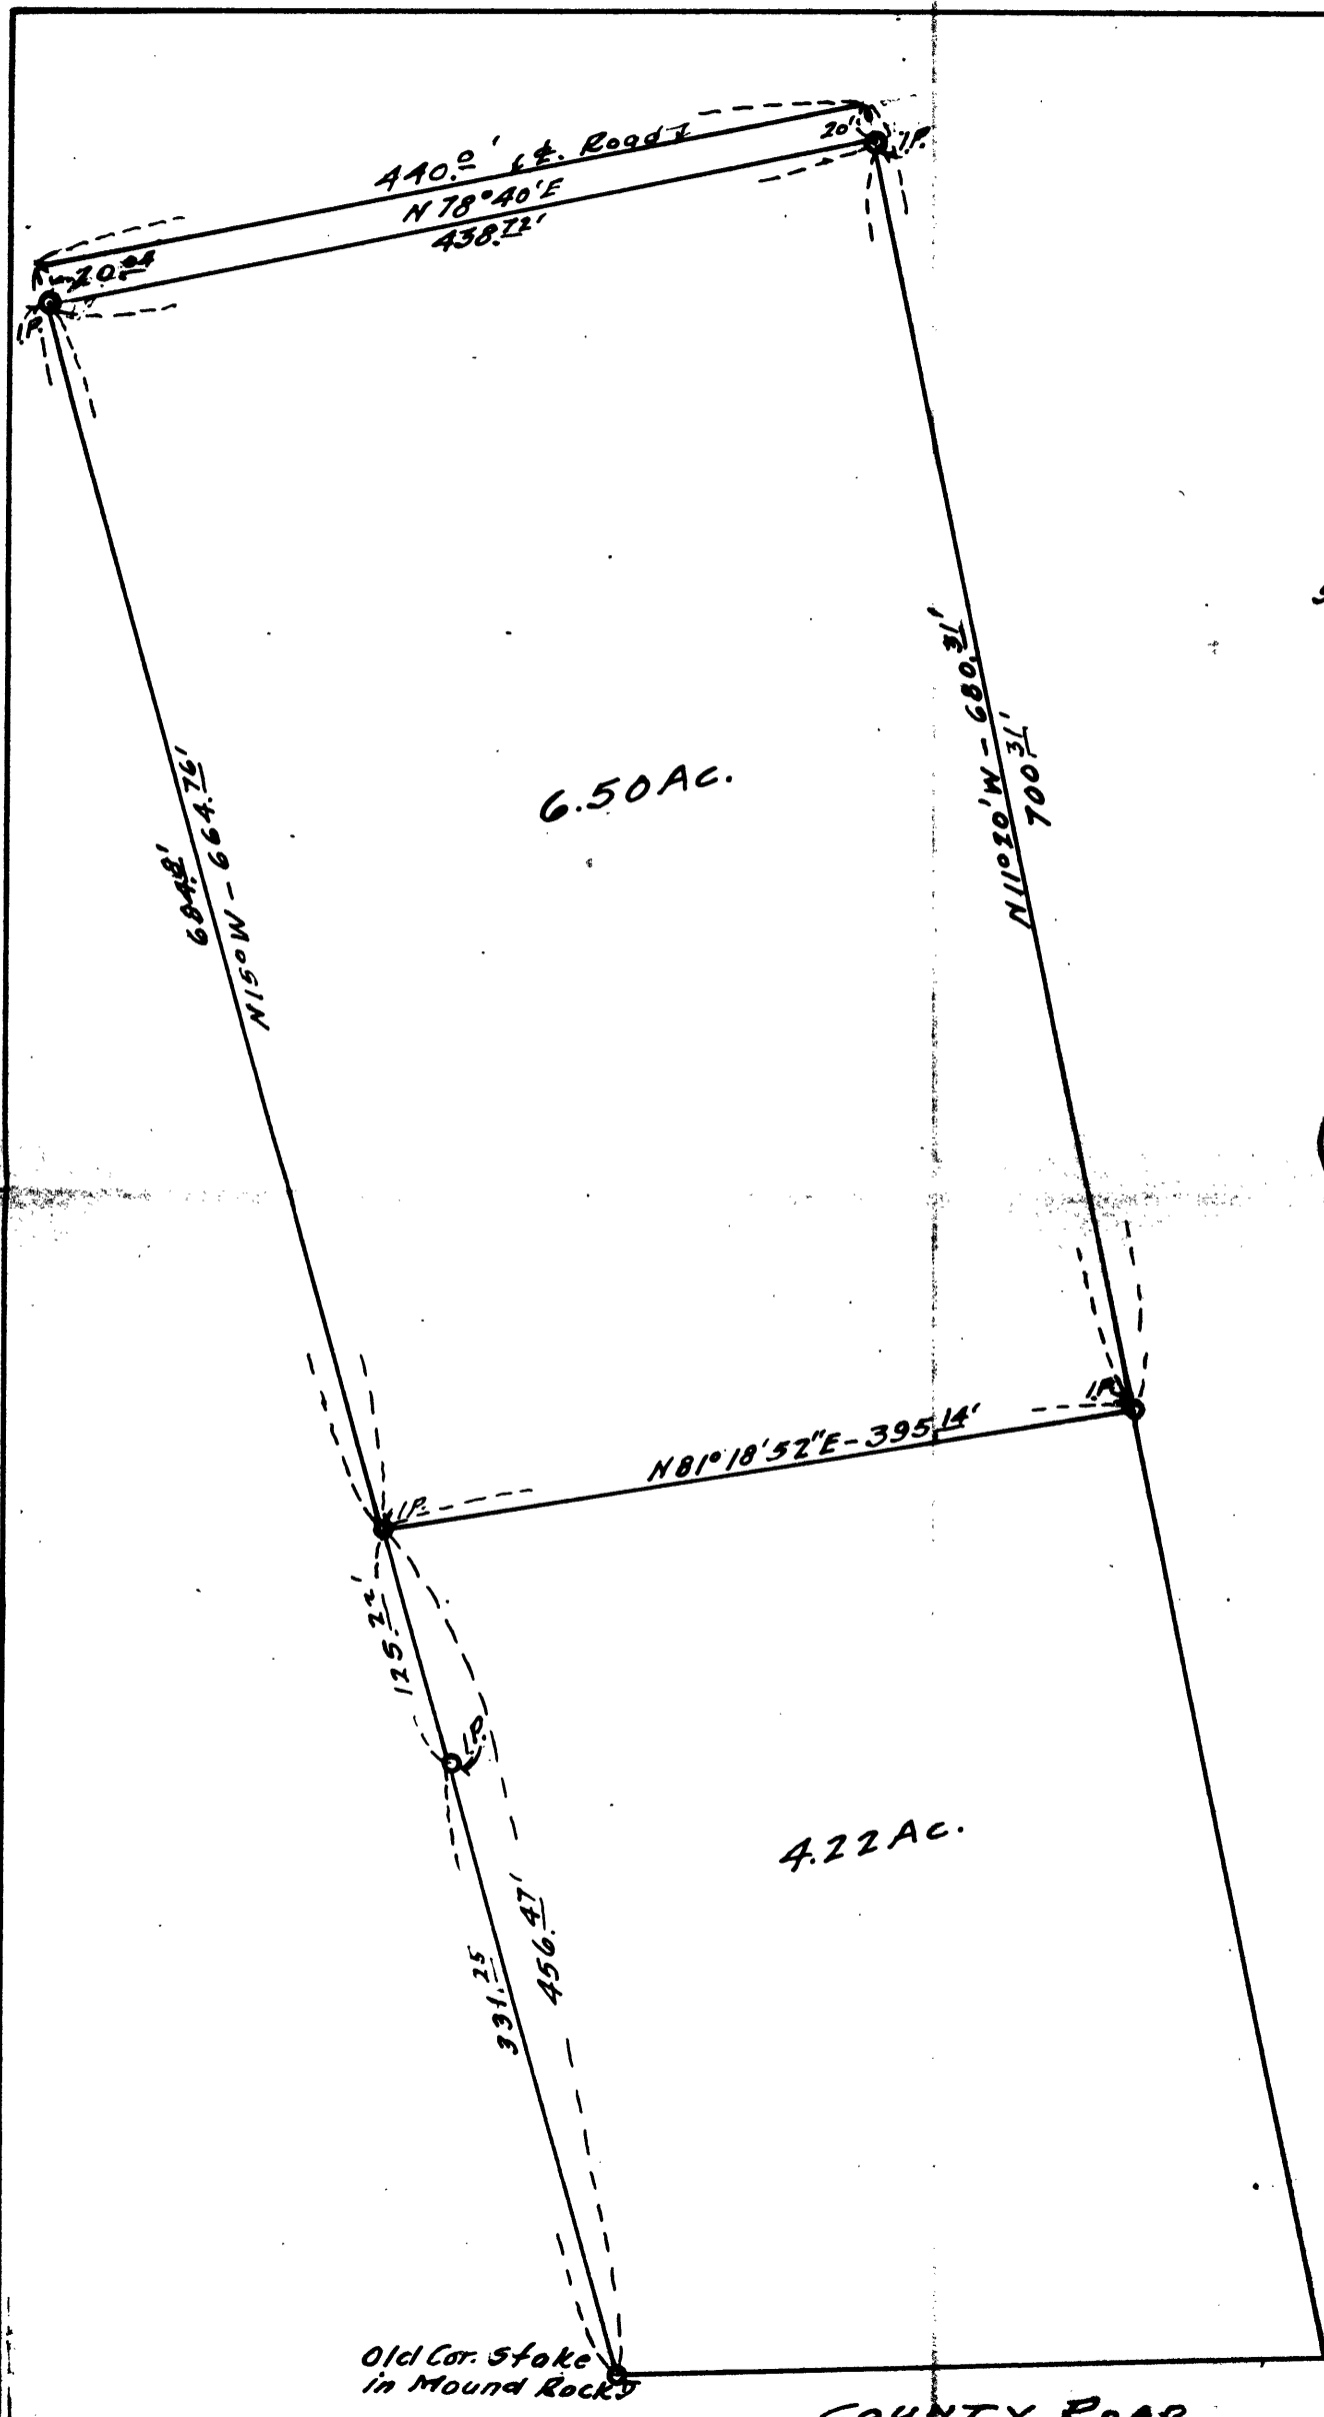 440.0' ℄. Road
20'
I.P.
N 78°40'E
438.72'
20.04
I.P.
N11°20'W - 680.31'
700.31'
6.50 Ac.
684.8'
N15°W - 664.76'
I.P.
N81°18'52"E - 395.14'
I.P.
125.22'
I.P.
4.22 Ac.
456.47'
331.25
Old Cor. Stake
in Mound Rocks
COUNTY ROAD